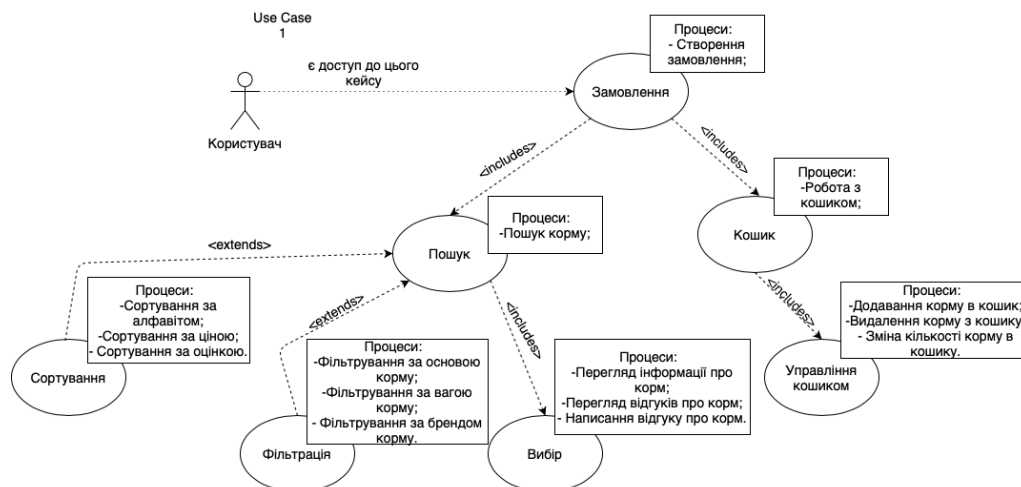 Use Case
1
є доступ до цього
кейсу
Користувач
Процеси:
- Створення
замовлення;
Замовлення
<includes>
<includes>
Процеси:
-Робота з
кошиком;
Кошик
Процеси:
-Пошук корму;
Пошук
<extends>
<extends>
<includes>
<includes>
Процеси:
-Сортування за
алфавітом;
-Сортування за ціною;
- Сортування за оцінкою.
Сортування
Процеси:
-Фільтрування за основою
корму;
-Фільтрування за вагою
корму;
- Фільтрування за брендом
корму.
Фільтрація
Процеси:
-Перегляд інформації про
корм;
-Перегляд відгуків про корм;
- Написання відгуку про корм.
Вибір
Процеси:
-Додавання корму в кошик;
-Видалення корму з кошику;
- Зміна кількості корму в
кошику.
Управління
кошиком